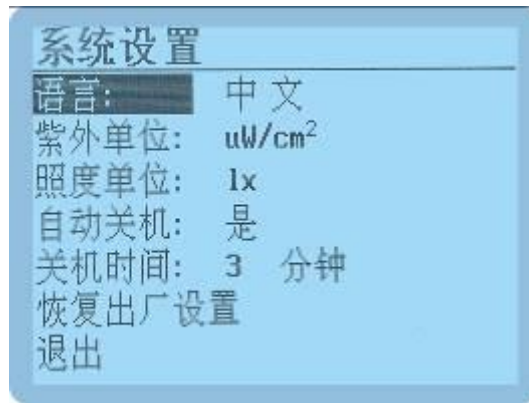 系统设置
语言: 中文
紫外单位: uW/cm²
照度单位: lx
自动关机: 是
关机时间: 3 分钟
恢复出厂设置
退出